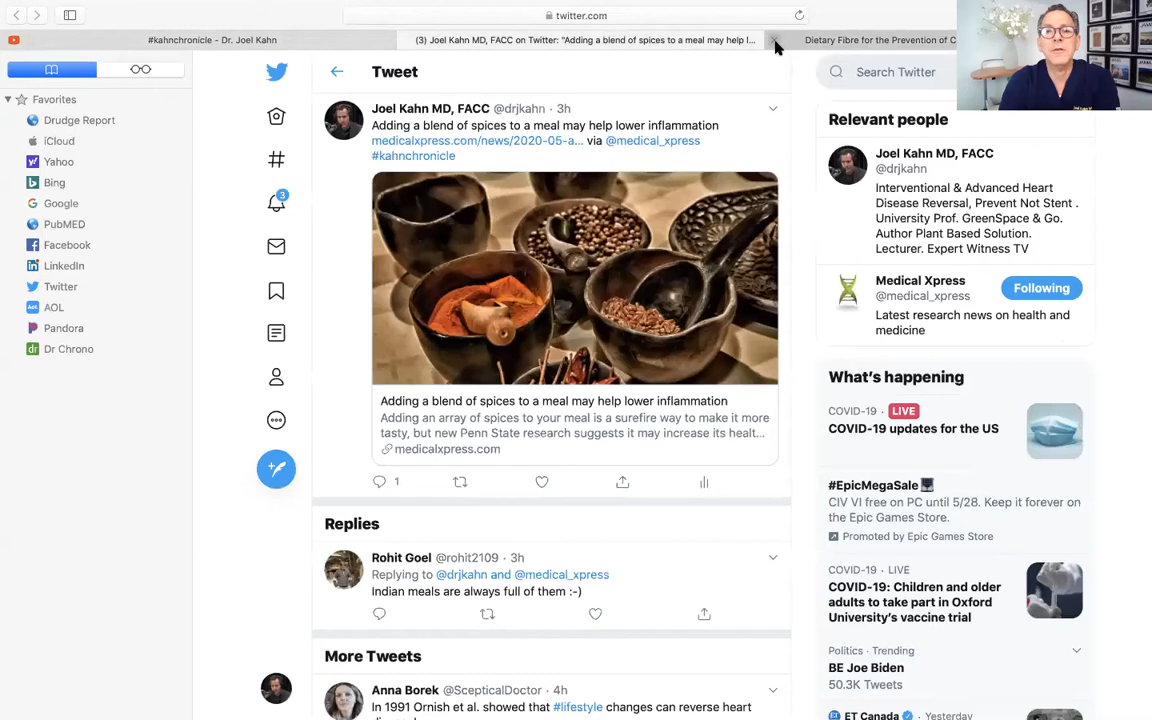 twitter.com
#kahnchronicle - Dr. Joel Kahn
(3) Joel Kahn MD, FACC on Twitter: "Adding a blend of spices to a meal may help l...
Dietary Fibre for the Prevention of C
Favorites
Drudge Report
iCloud
Yahoo
Bing
Google
PubMED
Facebook
LinkedIn
Twitter
AOL
Pandora
Dr Chrono
3
Tweet
Joel Kahn MD, FACC @drjkahn · 3h
Adding a blend of spices to a meal may help lower inflammation
medicalxpress.com/news/2020-05-a... via @medical_xpress
#kahnchronicle
Adding a blend of spices to a meal may help lower inflammation
Adding an array of spices to your meal is a surefire way to make it more
tasty, but new Penn State research suggests it may increase its healt...
medicalxpress.com
1
Replies
Rohit Goel @rohit2109 · 3h
Replying to @drjkahn and @medical_xpress
Indian meals are always full of them :-)
More Tweets
Anna Borek @ScepticalDoctor · 4h
In 1991 Ornish et al. showed that #lifestyle changes can reverse heart
Search Twitter
Relevant people
Joel Kahn MD, FACC
@drjkahn
Interventional & Advanced Heart
Disease Reversal, Prevent Not Stent .
University Prof. GreenSpace & Go.
Author Plant Based Solution.
Lecturer. Expert Witness TV
Medical Xpress
@medical_xpress
Following
Latest research news on health and
medicine
What's happening
COVID-19 · LIVE
COVID-19 updates for the US
#EpicMegaSale
CIV VI free on PC until 5/28. Keep it forever on
the Epic Games Store.
Promoted by Epic Games Store
COVID-19 · LIVE
COVID-19: Children and older
adults to take part in Oxford
University's vaccine trial
Politics · Trending
BE Joe Biden
50.3K Tweets
ET Canada · Yesterday